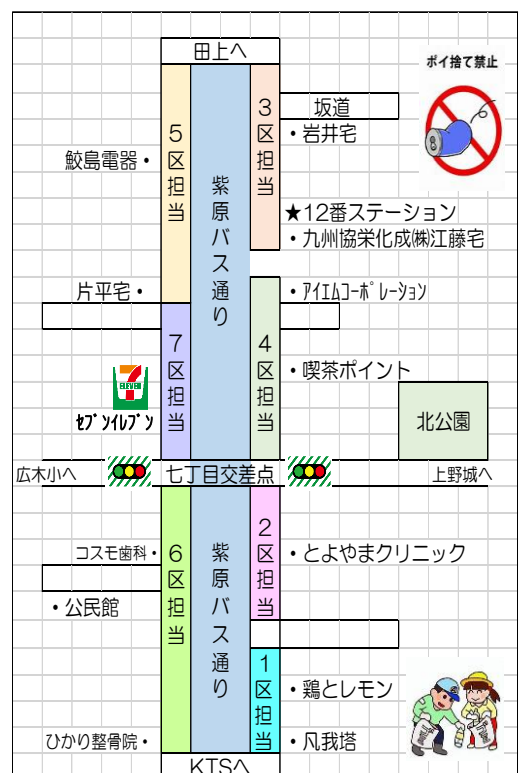 田上へ
ポイ捨て禁止
5区担当
紫原バス通り
3区担当
坂道
・岩井宅
鮫島電器・
★12番ステーション
・九州協栄化成㈱江藤宅
片平宅・
・ｱｲｴﾑｺｰﾎﾟﾚｰｼｮﾝ
7区担当
4区担当
・喫茶ポイント
ELEVEN
ｾﾌﾞﾝｲﾚﾌﾞﾝ
北公園
広木小へ
七丁目交差点
上野城へ
コスモ歯科・
6区担当
紫原バス通り
2区担当
・とよやまクリニック
・公民館
1区担当
・鶏とレモン
ひかり整骨院・
・凡我塔
KTSへ